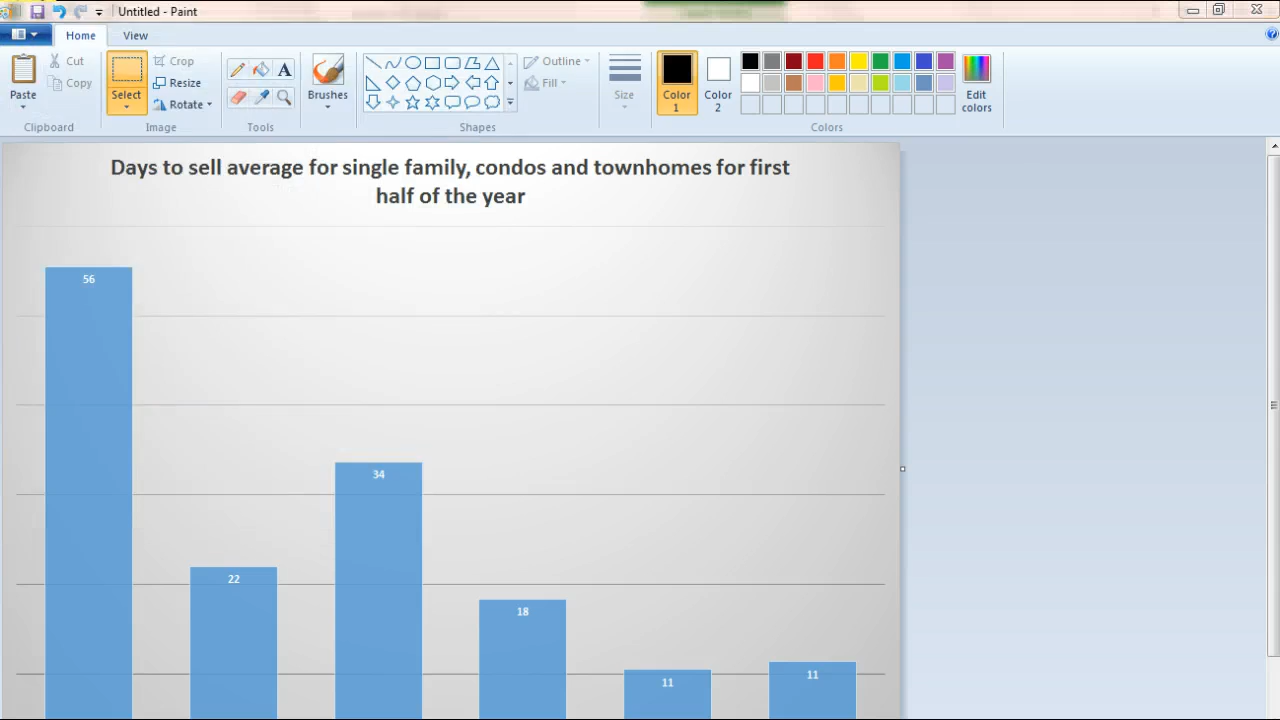 Untitled - Paint
Home
View
Paste
Cut
Copy
Clipboard
Select
Crop
Resize
Rotate
Image
A
Tools
Brushes
Shapes
Outline
Fill
Size
Color
1
Color
2
Edit
colors
Colors
Days to sell average for single family, condos and townhomes for first
half of the year
56
22
34
18
11
11